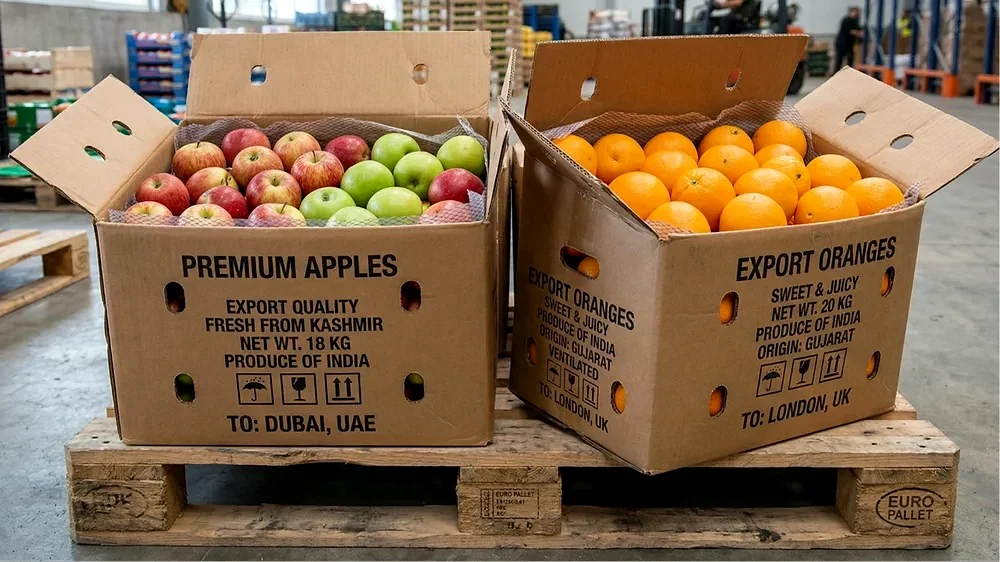 PREMIUM APPLES
EXPORT QUALITY
FRESH FROM KASHMIR
NET WT. 18 KG
PRODUCE OF INDIA
TO: DUBAI, UAE
EXPORT ORANGES
SWEET & JUICY
PRODUCE OF INDIA
ORIGIN: GUJARAT
VENTILATED
TO: LONDON, UK
EXPORT ORANGES
SWEET & JUICY
NET WT. 20 KG
PRODUCE OF INDIA
ORIGIN: GUJARAT
TO: LONDON, UK
EURO PALLET
EURO
PALLET